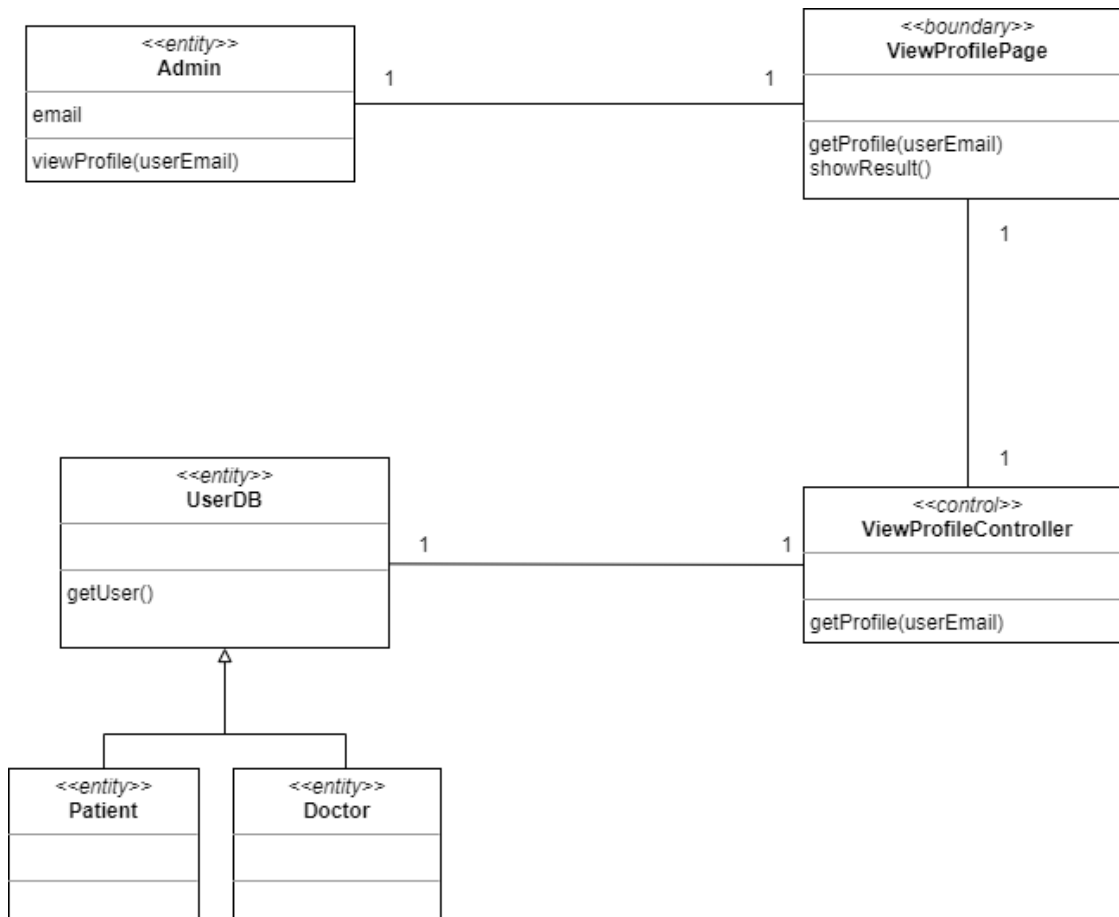 <<entity>>
Admin
email
viewProfile(userEmail)
1
1
<<boundary>>
ViewProfilePage
getProfile(userEmail)
showResult()
1
1
<<entity>>
UserDB
getUser()
1
1
<<control>>
ViewProfileController
getProfile(userEmail)
<<entity>>
Patient
<<entity>>
Doctor